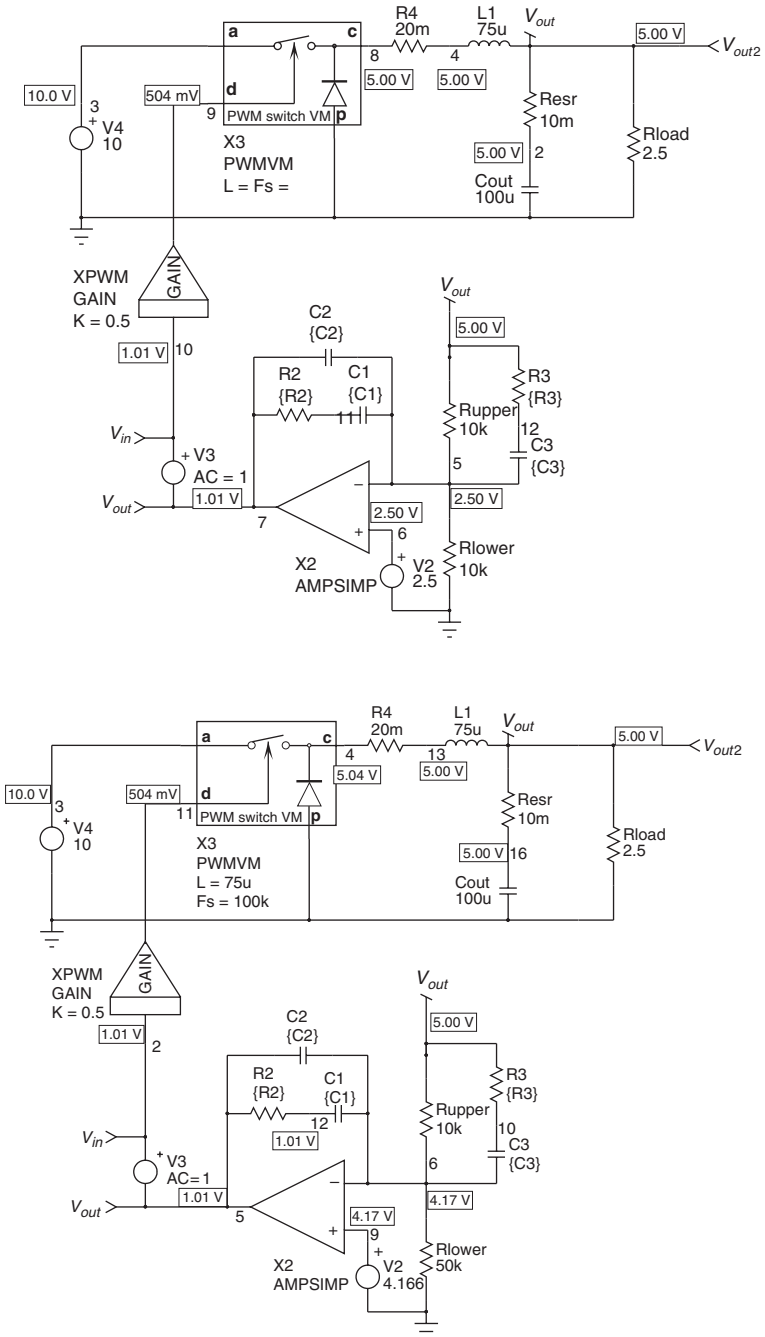 a
c
R4
20m
L1
75u
Vout
5.00 V
Vout2
8
4
5.00 V
5.00 V
10.0 V
3
+
V4
10
504 mV
d
9
PWM switch VM
p
X3
PWMVM
L = Fs =
Resr
10m
5.00 V
2
Cout
100u
Rload
2.5
XPWM
GAIN
K = 0.5
GAIN
1.01 V
10
Vin
+
V3
AC = 1
Vout
1.01 V
7
C2
{C2}
R2
{R2}
C1
{C1}
11
Vout
5.00 V
Rupper
10k
R3
{R3}
12
C3
{C3}
5
−
2.50 V
2.50 V
+
6
X2
AMPSIMP
+
V2
2.5
Rlower
10k
a
c
R4
20m
L1
75u
Vout
5.00 V
Vout2
4
13
5.04 V
5.00 V
10.0 V
3
+
V4
10
504 mV
d
11
PWM switch VM
p
X3
PWMVM
L = 75u
Fs = 100k
Resr
10m
5.00 V
16
Cout
100u
Rload
2.5
XPWM
GAIN
K = 0.5
GAIN
1.01 V
2
Vin
+
V3
AC= 1
Vout
1.01 V
5
C2
{C2}
R2
{R2}
C1
{C1}
12
1.01 V
Vout
5.00 V
Rupper
10k
R3
{R3}
10
C3
{C3}
6
−
4.17 V
4.17 V
+
9
X2
AMPSIMP
+
V2
4.166
Rlower
50k